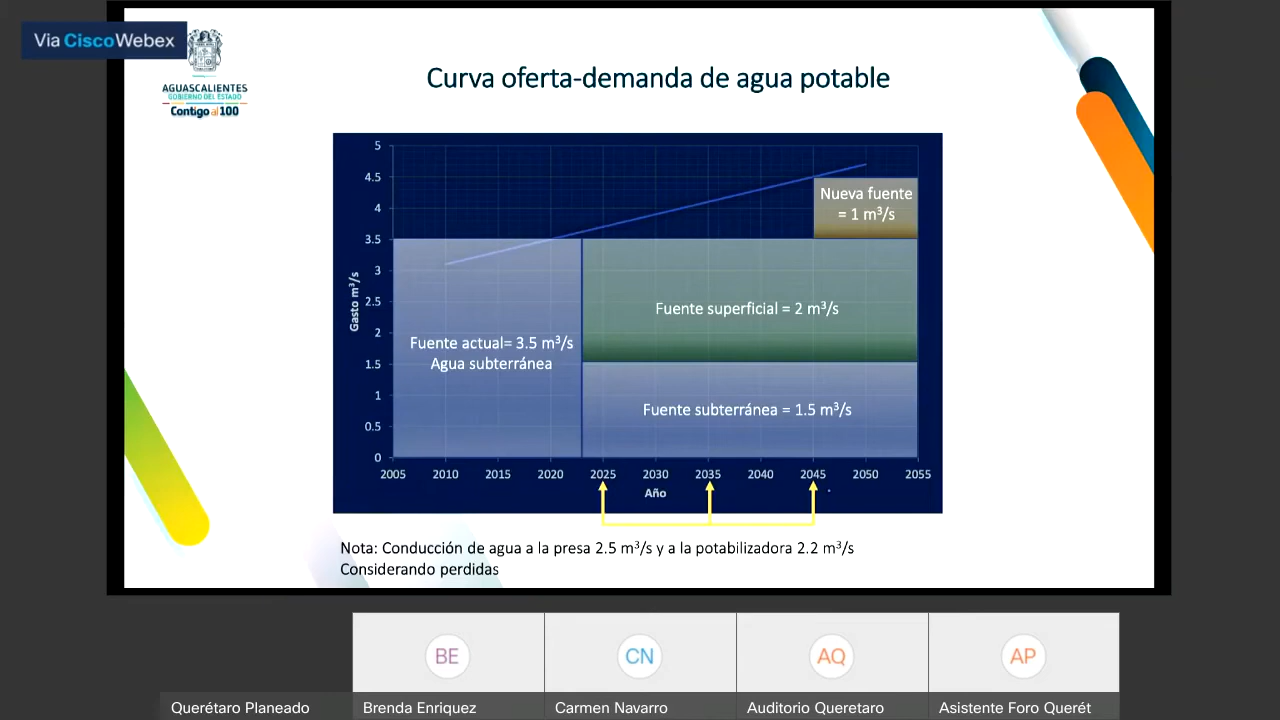 Via CiscoWebex
AGUASCALIENTES
GOBIERNO DEL ESTADO
Contigo al 100
Curva oferta-demanda de agua potable
5
4.5
4
3.5
3
2.5
2
1.5
1
0.5
0
Gasto m³/s
Nueva fuente
= 1 m³/s
Fuente superficial = 2 m³/s
Fuente actual= 3.5 m³/s
Agua subterránea
Fuente subterránea = 1.5 m³/s
2005 2010 2015 2020 2025 2030 2035 2040 2045 2050 2055
Año
Nota: Conducción de agua a la presa 2.5 m³/s y a la potabilizadora 2.2 m³/s
Considerando perdidas
BE CN AQ AP
Querétaro Planeado Brenda Enriquez Carmen Navarro Auditorio Queretaro Asistente Foro Querét